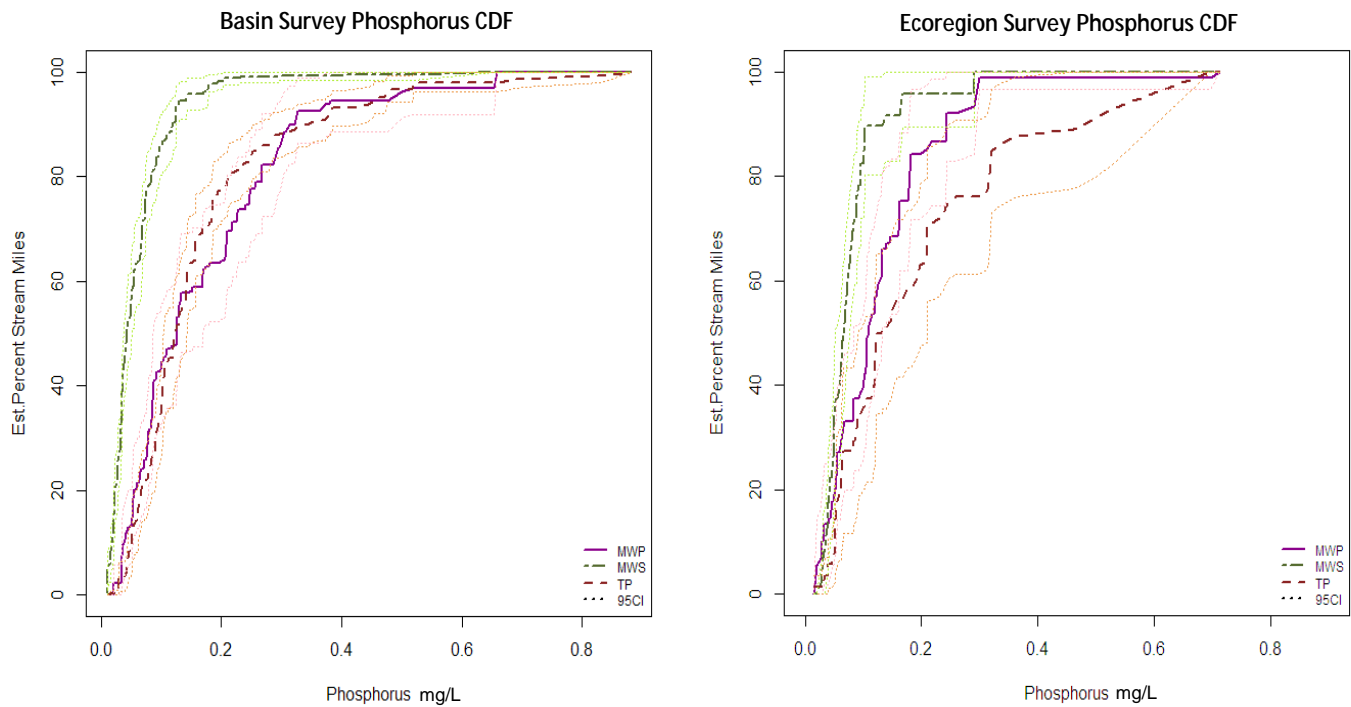 Basin Survey Phosphorus CDF
Est.Percent Stream Miles
100
80
60
40
20
0
0.0 0.2 0.4 0.6 0.8
Phosphorus mg/L
MWP
MWS
TP
95CI
Ecoregion Survey Phosphorus CDF
Est.Percent Stream Miles
100
80
60
40
20
0
0.0 0.2 0.4 0.6 0.8
Phosphorus mg/L
MWP
MWS
TP
95CI